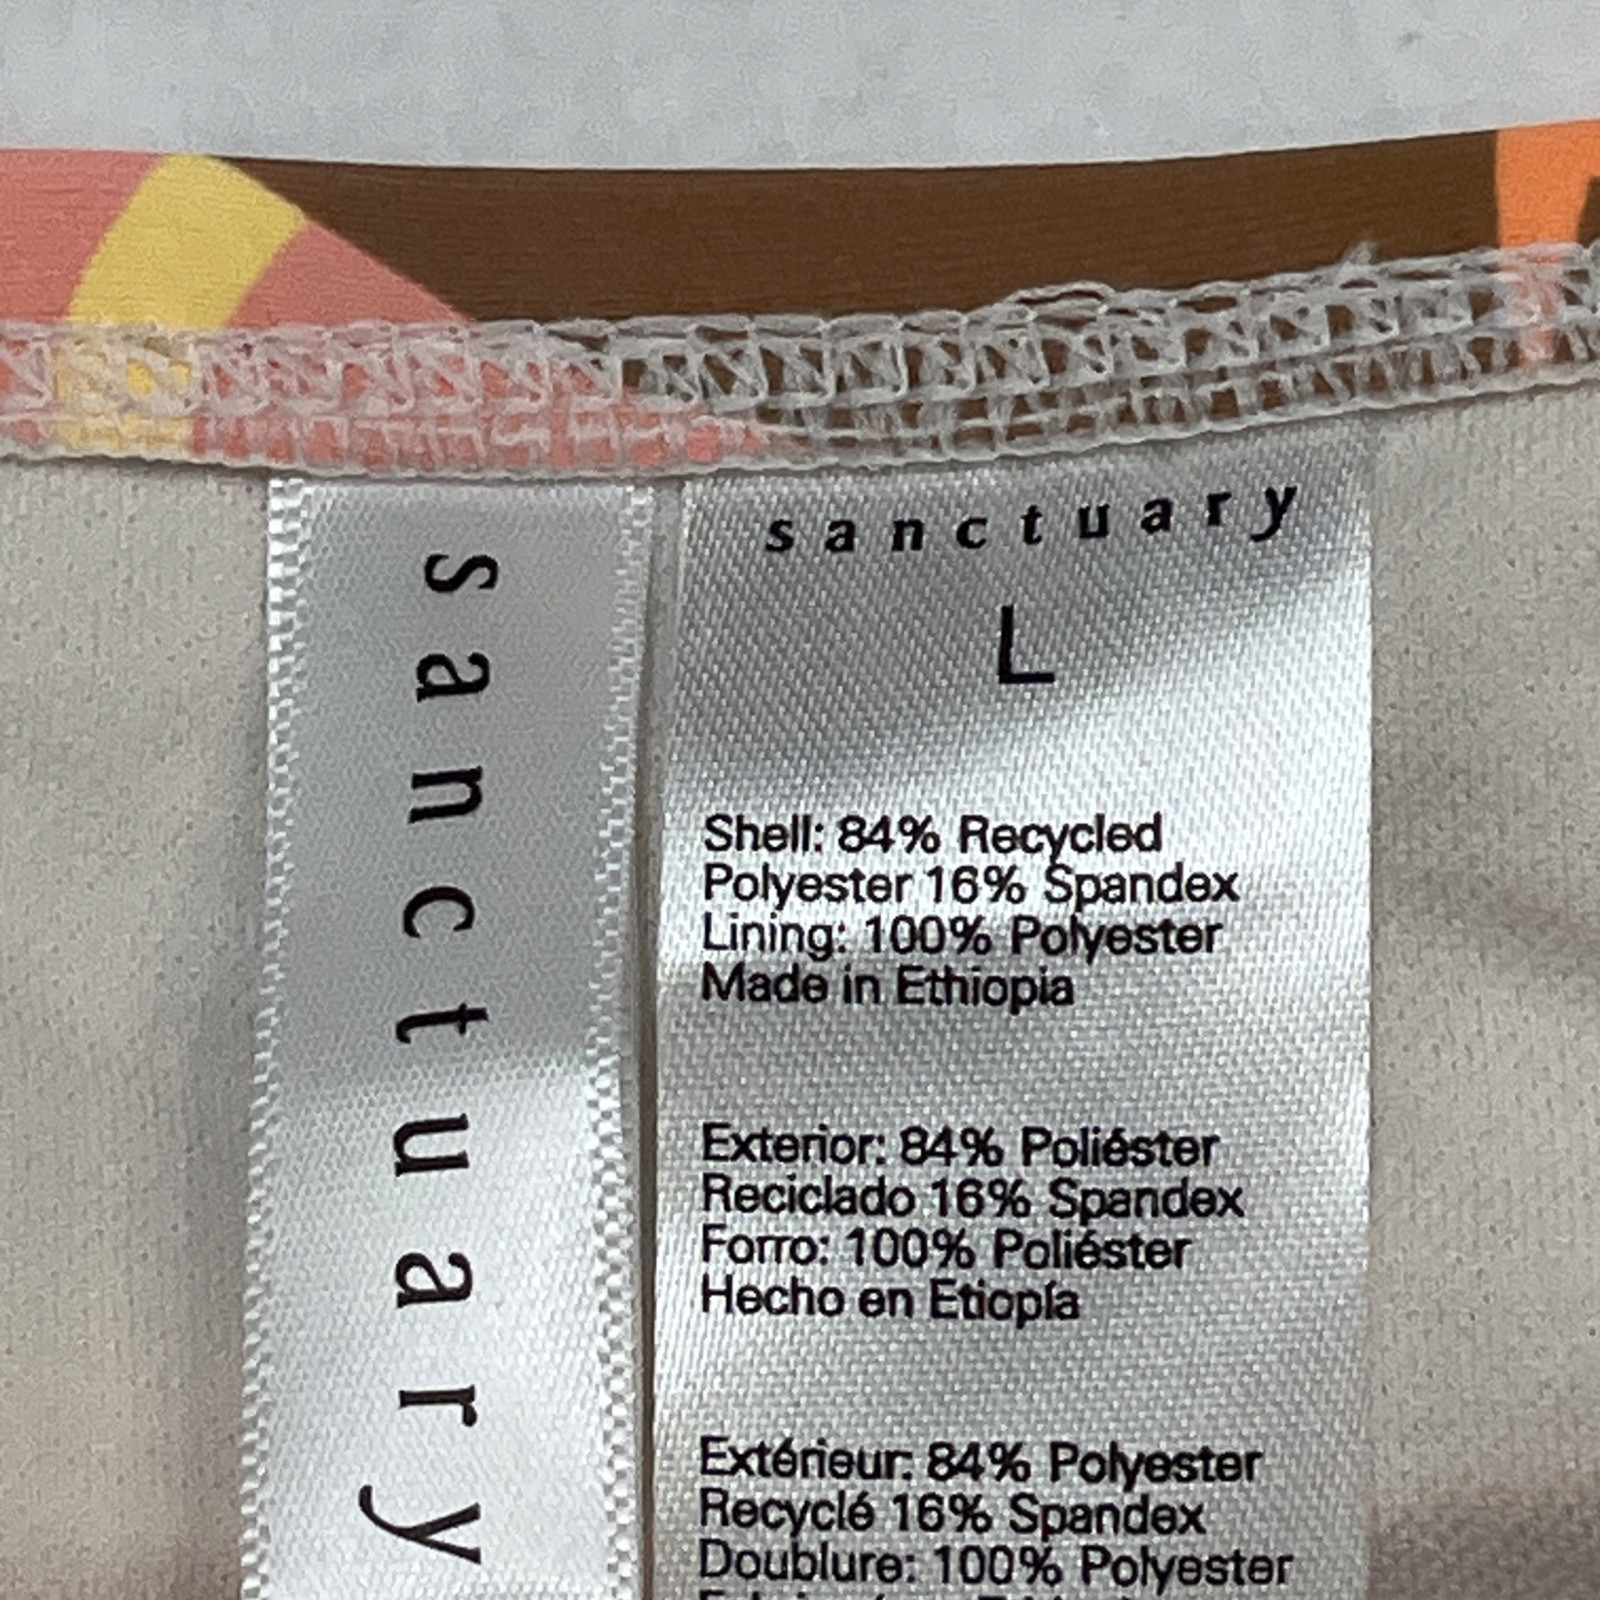 sanctuary
sanctuary
L
Shell: 84% Recycled
Polyester 16% Spandex
Lining: 100% Polyester
Made in Ethiopia
Exterior: 84% Poliéster
Reciclado 16% Spandex
Forro: 100% Poliéster
Hecho en Etiopía
Extérieur: 84% Polyester
Recyclé 16% Spandex
Doublure: 100% Polyester